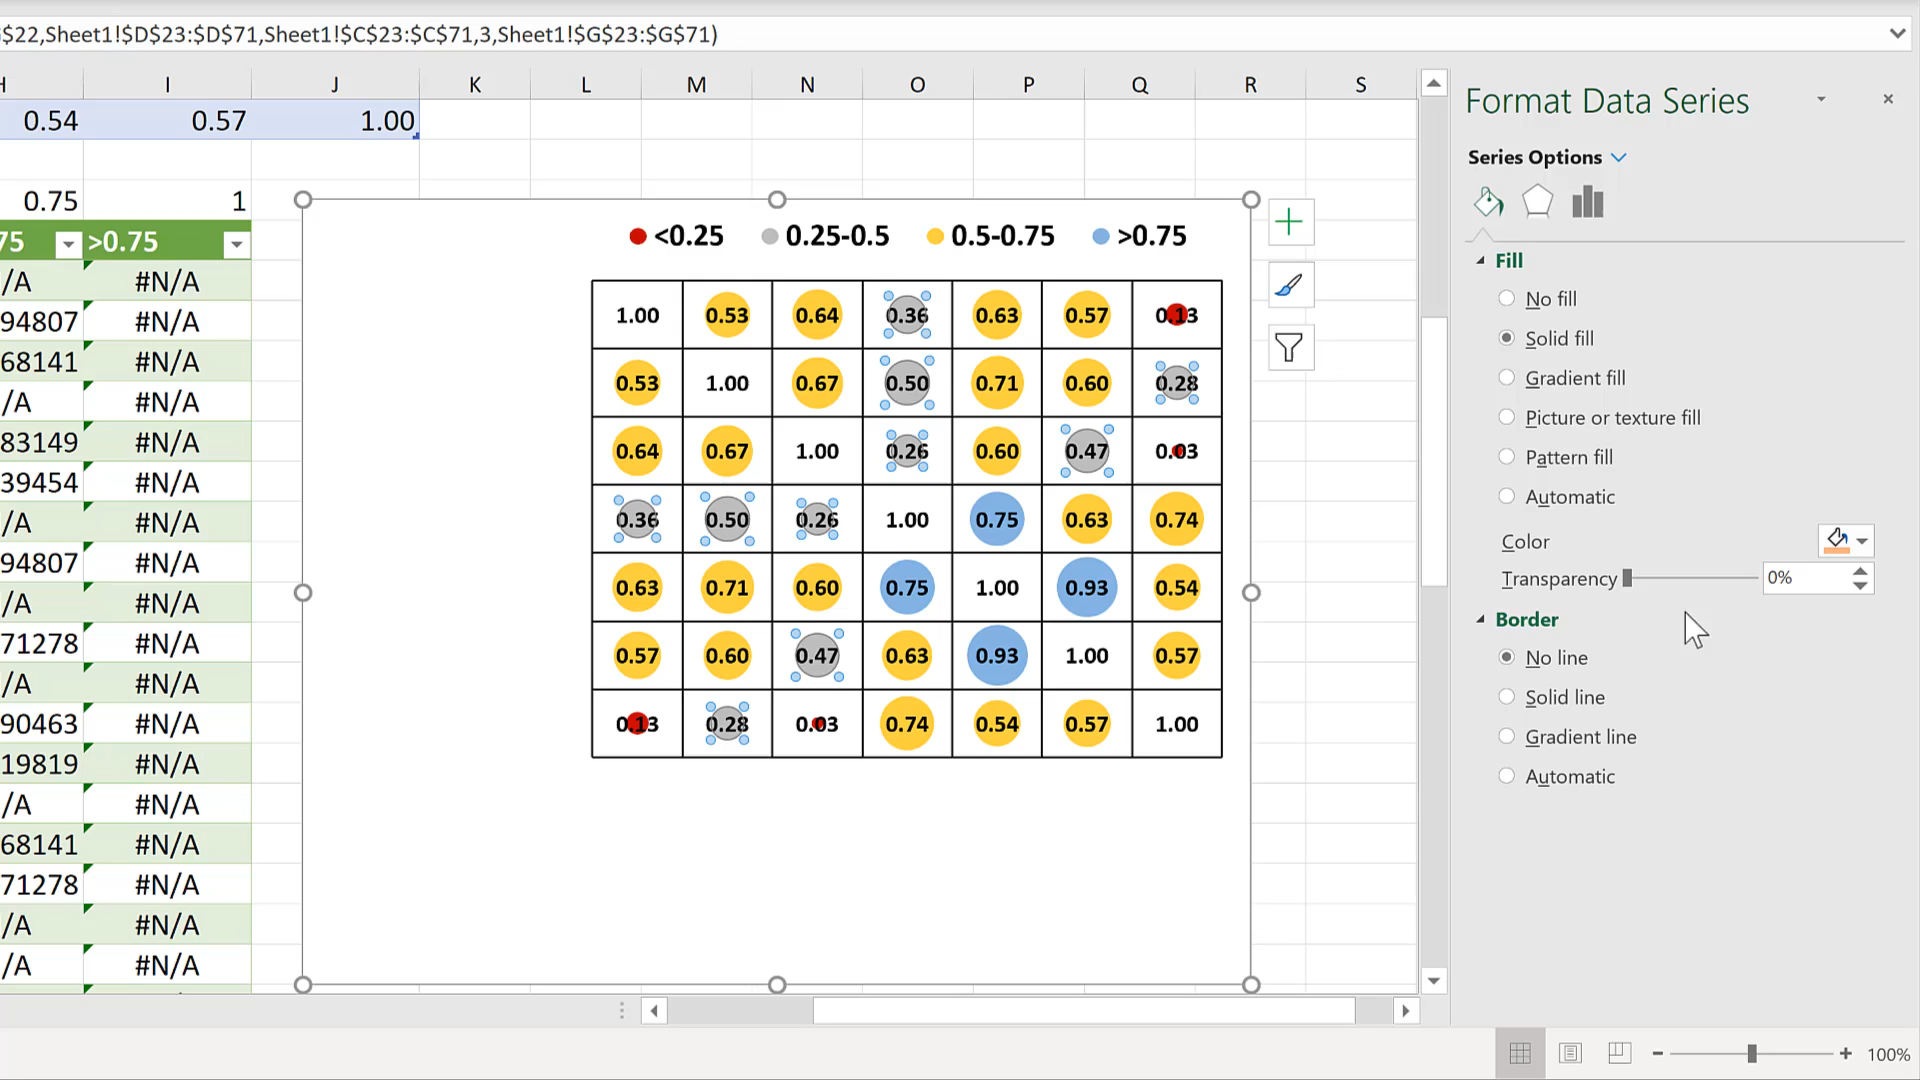 $22,Sheet1!$D$23:$D$71,Sheet1!$C$23:$C$71,3,Sheet1!$G$23:$G$71)
H I J K L M N O P Q R S
0.54 0.57 1.00
0.75 1
75 >0.75
/A #N/A
94807 #N/A
68141 #N/A
/A #N/A
83149 #N/A
39454 #N/A
/A #N/A
94807 #N/A
/A #N/A
71278 #N/A
/A #N/A
90463 #N/A
19819 #N/A
/A #N/A
68141 #N/A
71278 #N/A
/A #N/A
/A #N/A
<0.25 0.25-0.5 0.5-0.75 >0.75
1.00 0.53 0.64 0.36 0.63 0.57 0.13
0.53 1.00 0.67 0.50 0.71 0.60 0.28
0.64 0.67 1.00 0.26 0.60 0.47 0.03
0.36 0.50 0.26 1.00 0.75 0.63 0.74
0.63 0.71 0.60 0.75 1.00 0.93 0.54
0.57 0.60 0.47 0.63 0.93 1.00 0.57
0.13 0.28 0.03 0.74 0.54 0.57 1.00
Format Data Series
Series Options
Fill
No fill
Solid fill
Gradient fill
Picture or texture fill
Pattern fill
Automatic
Color
Transparency 0%
Border
No line
Solid line
Gradient line
Automatic
100%